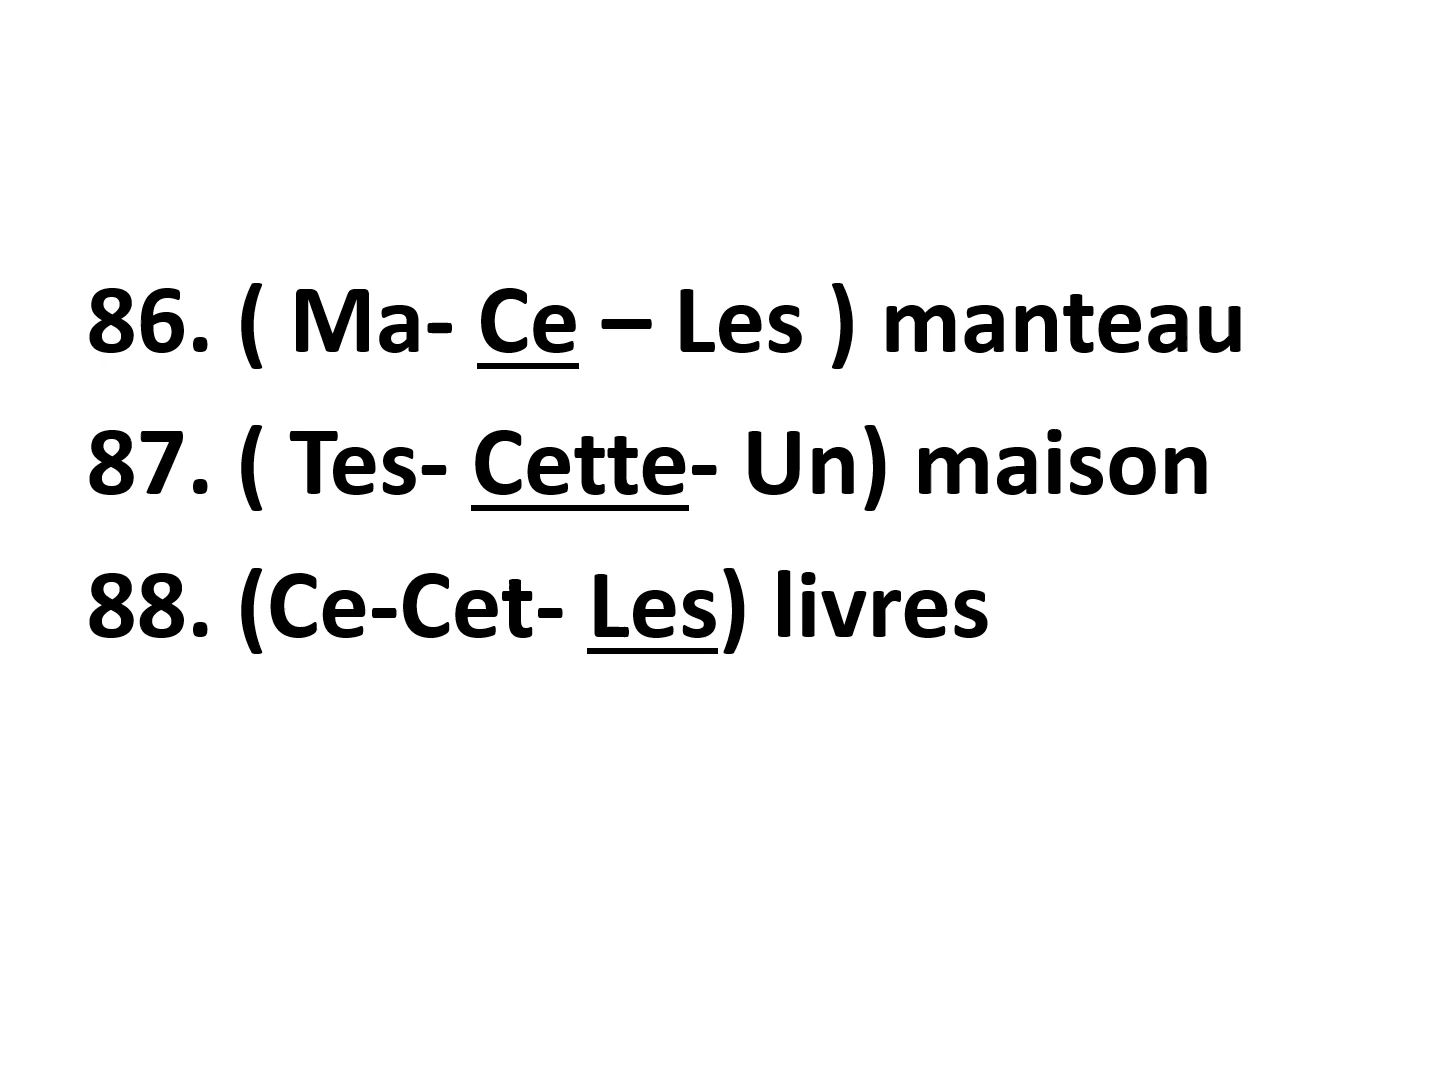 86. ( Ma- Ce – Les ) manteau
87. ( Tes- Cette- Un) maison
88. (Ce-Cet- Les) livres